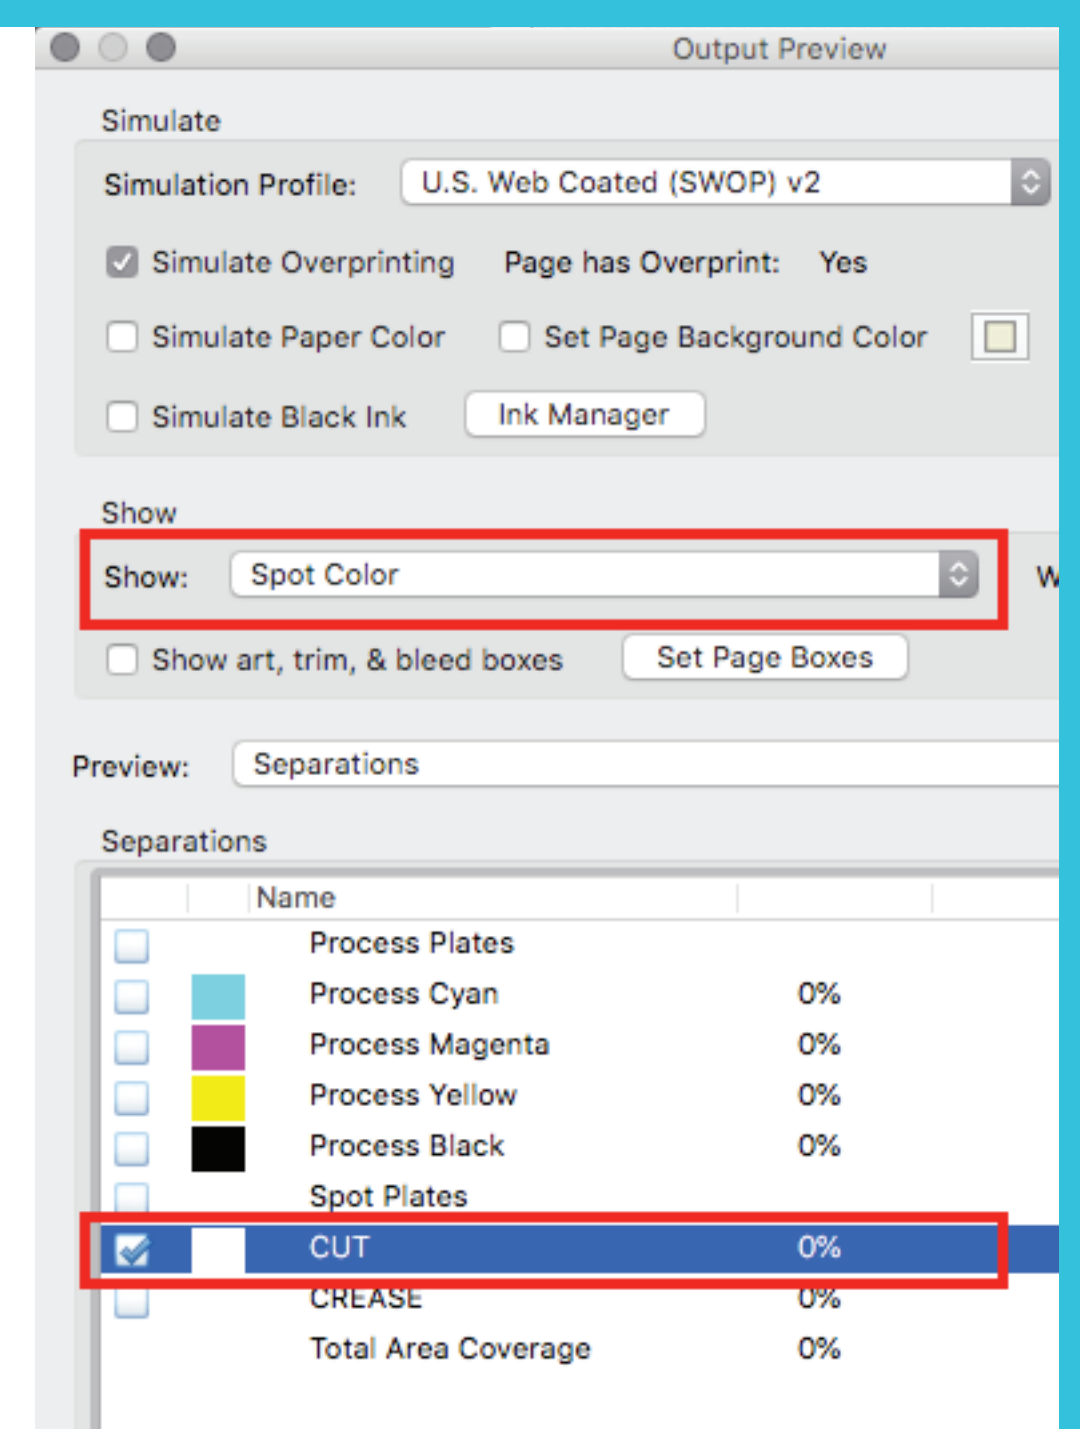 Output Preview
Simulate
Simulation Profile: U.S. Web Coated (SWOP) v2
Simulate Overprinting Page has Overprint: Yes
Simulate Paper Color Set Page Background Color
Simulate Black Ink Ink Manager
Show
Show: Spot Color W
Show art, trim, & bleed boxes Set Page Boxes
Preview: Separations
Separations
Name
Process Plates
Process Cyan 0%
Process Magenta 0%
Process Yellow 0%
Process Black 0%
Spot Plates
CUT 0%
CREASE 0%
Total Area Coverage 0%